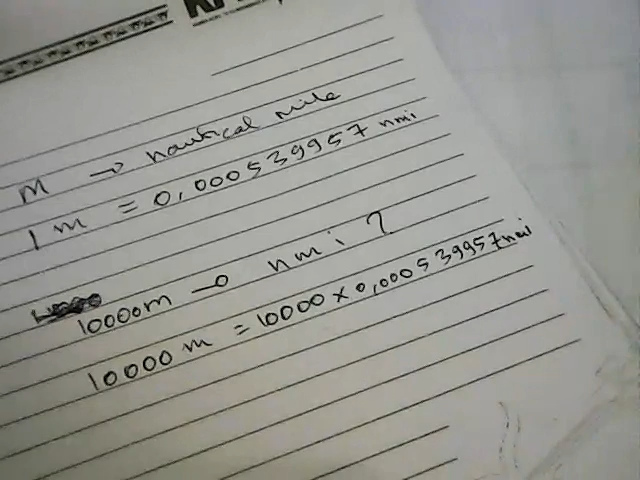 m → nautical mile
1 m = 0,000539957 nmi
10000m → nmi?
10000 m = 10000 x 0,000539957 nmi